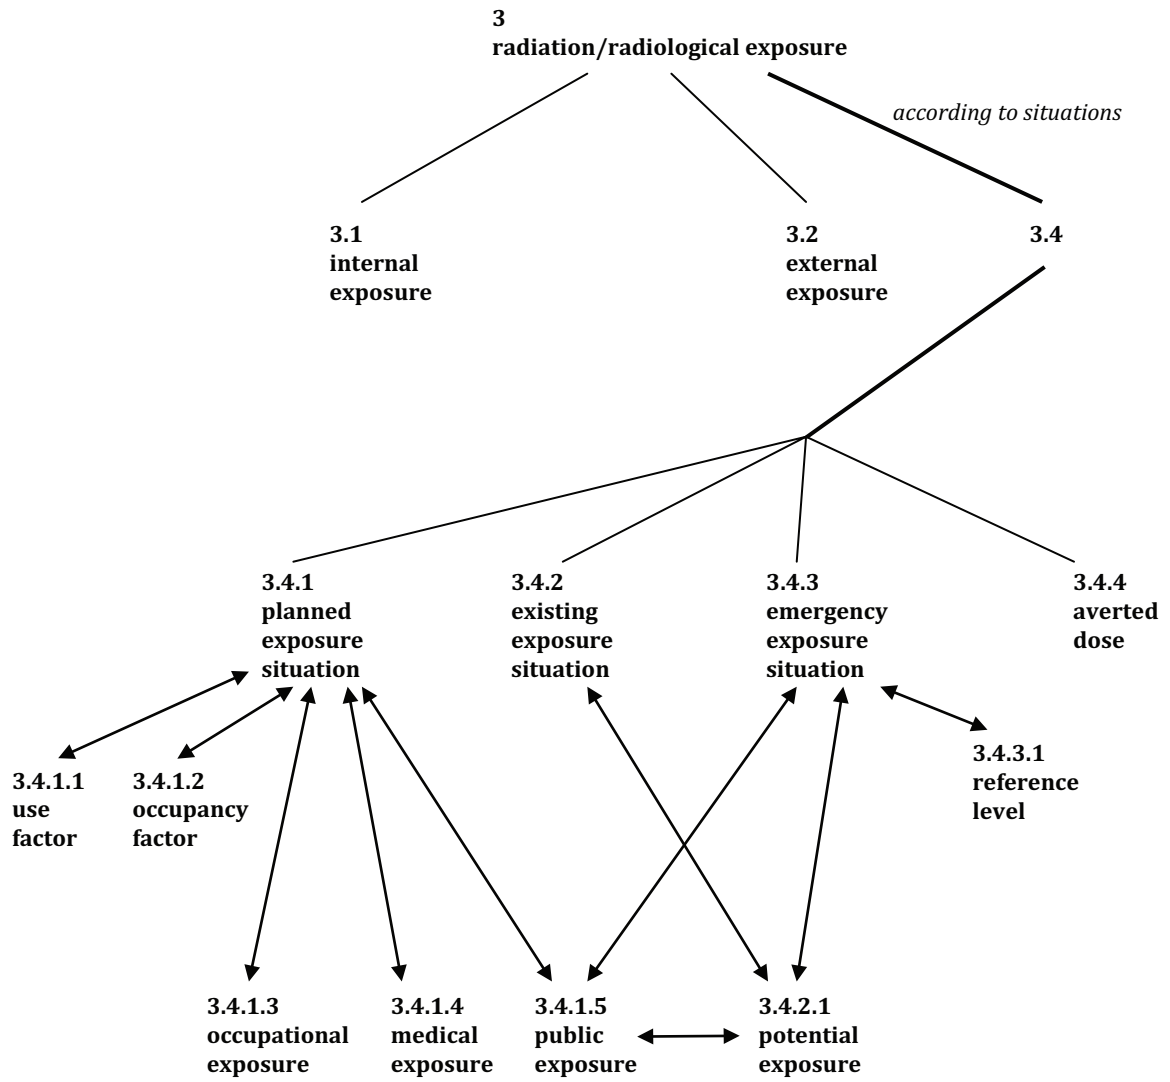 3
radiation/radiological exposure
according to situations
3.1
internal
exposure
3.2
external
exposure
3.4
3.4.1
planned
exposure
situation
3.4.2
existing
exposure
situation
3.4.3
emergency
exposure
situation
3.4.4
averted
dose
3.4.1.1
use
factor
3.4.1.2
occupancy
factor
3.4.3.1
reference
level
3.4.1.3
occupational
exposure
3.4.1.4
medical
exposure
3.4.1.5
public
exposure
3.4.2.1
potential
exposure